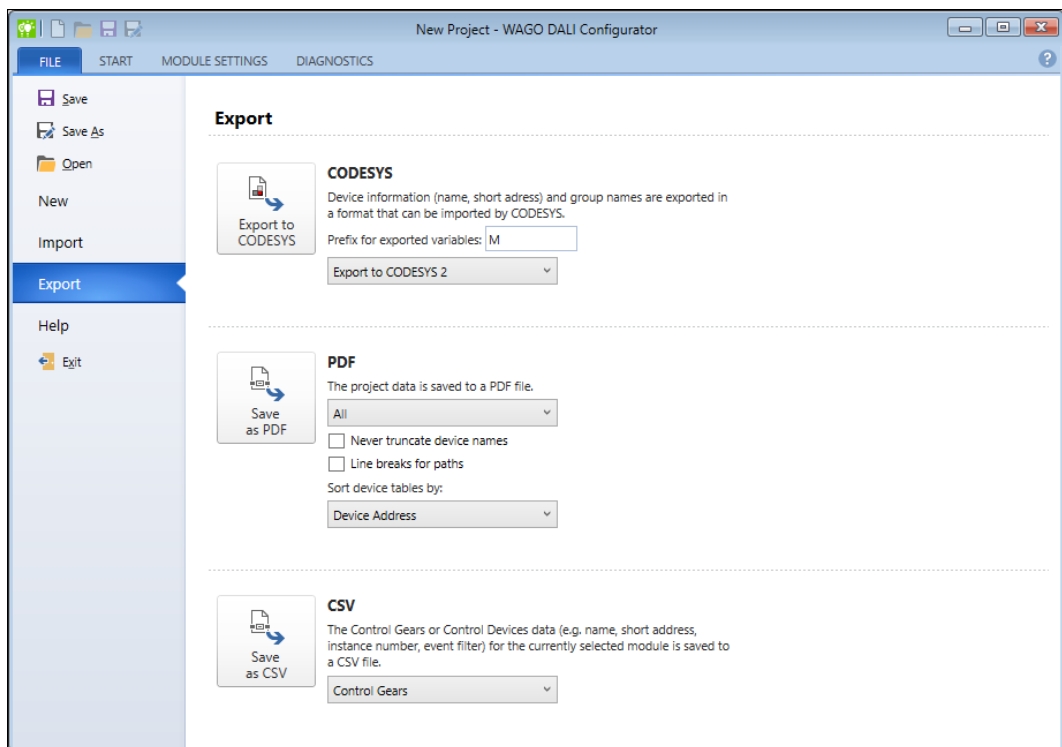 New Project - WAGO DALI Configurator
FILE START MODULE SETTINGS DIAGNOSTICS
?
Save
Save As
Open
New
Import
Export
Help
Exit
Export
Export to
CODESYS
CODESYS
Device information (name, short adress) and group names are exported in
a format that can be imported by CODESYS.
Prefix for exported variables: M
Export to CODESYS 2
Save
as PDF
PDF
The project data is saved to a PDF file.
All
Never truncate device names
Line breaks for paths
Sort device tables by:
Device Address
Save
as CSV
CSV
The Control Gears or Control Devices data (e.g. name, short address,
instance number, event filter) for the currently selected module is saved to
a CSV file.
Control Gears